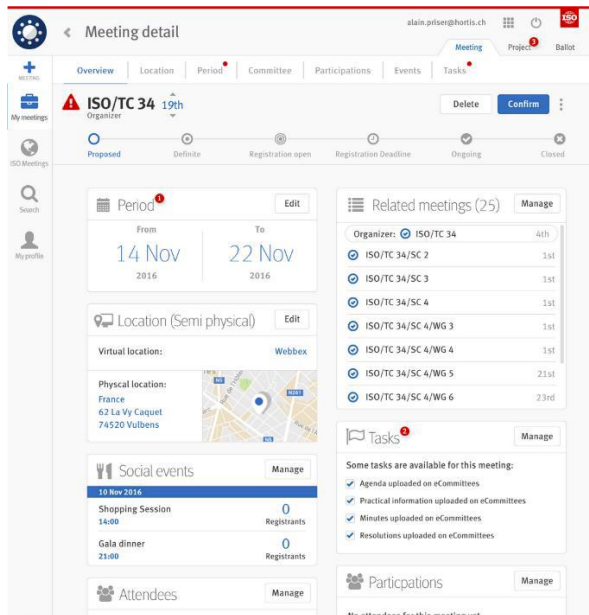 alain.priser@hortis.ch
ISO
Meeting detail
Meeting Project 3 Ballot
MEETING
My meetings
ISO Meetings
Search
My profile
Overview Location Period Committee Participations Events Tasks
ISO/TC 34 19th
Organizer
Delete Confirm
Proposed Definite Registration open Registration Deadline Ongoing Closed
Period 1 Edit
From To
14 Nov 22 Nov
2016 2016
Location (Semi physical) Edit
Virtual location: Webbex
Physcal location:
France
62 La Vy Caquet
74520 Vulbens
Social events Manage
10 Nov 2016
Shopping Session 0
14:00 Registrants
Gala dinner 0
21:00 Registrants
Attendees Manage
Related meetings (25) Manage
Organizer: ISO/TC 34 4th
ISO/TC 34/SC 2 1st
ISO/TC 34/SC 3 1st
ISO/TC 34/SC 4 1st
ISO/TC 34/SC 4/WG 3 1st
ISO/TC 34/SC 4/WG 4 1st
ISO/TC 34/SC 4/WG 5 21st
ISO/TC 34/SC 4/WG 6 23rd
Tasks 2 Manage
Some tasks are available for this meeting:
Agenda uploaded on eCommittees
Practical information uploaded on eCommittees
Minutes uploaded on eCommittees
Resolutions uploaded on eCommittees
Particpations Manage